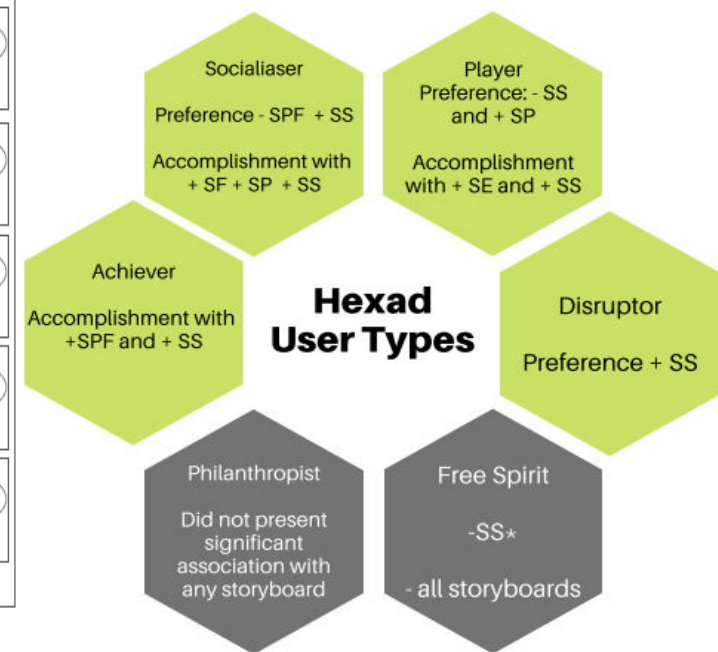 Socialiaser
Preference - SPF + SS
Accomplishment with
+ SF + SP + SS
Player
Preference: - SS
and + SP
Accomplishment
with + SE and + SS
Achiever
Accomplishment with
+SPF and + SS
Hexad
User Types
Disruptor
Preference + SS
Philanthropist
Did not present
significant
association with
any storyboard
Free Spirit
-SS*
- all storyboards